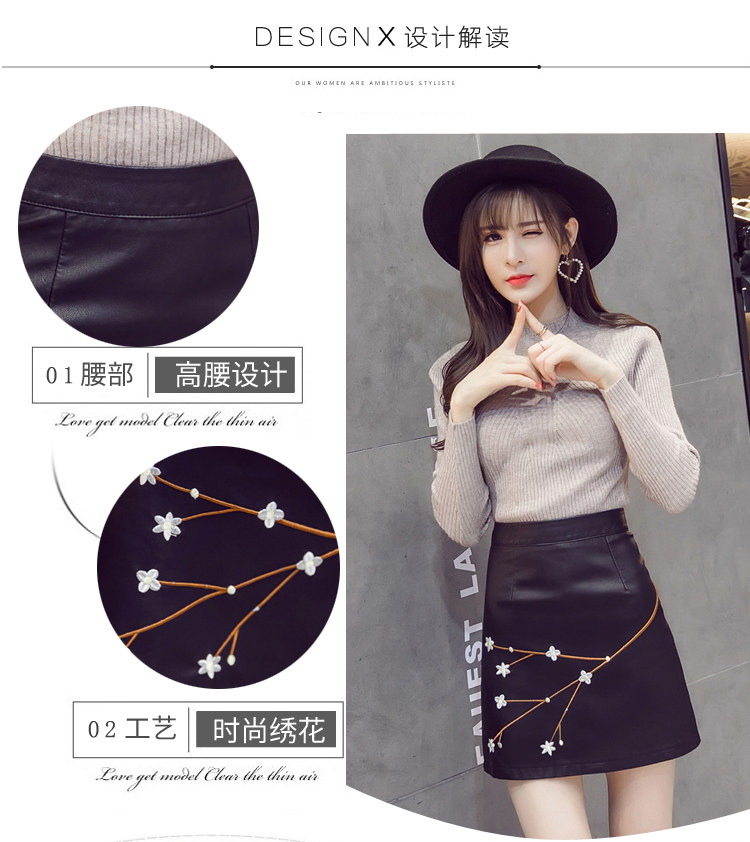 DESIGN X 设计解读
OUR WOMEN ARE AMBITIOUS STYLISTE
01 腰部 高腰设计
Love get model Clear the thin air
02 工艺 时尚绣花
Love get model Clear the thin air